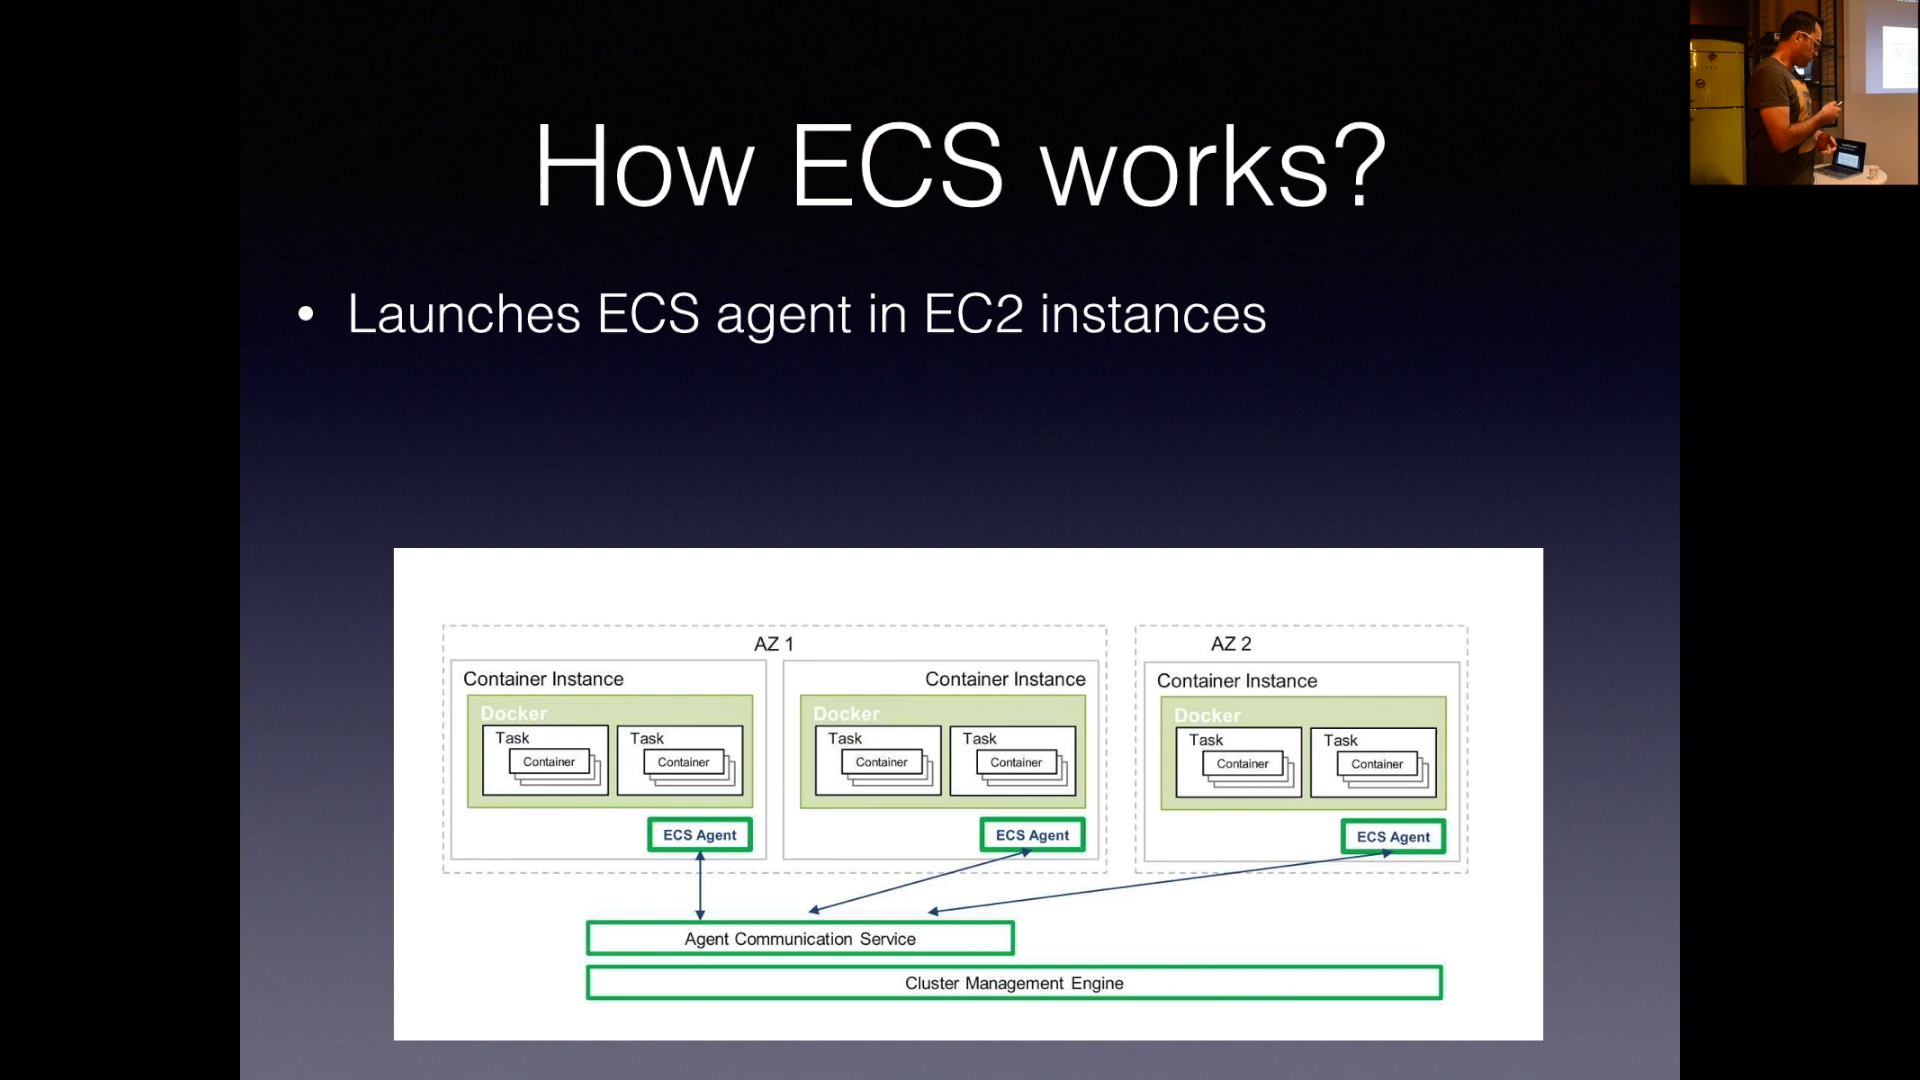 How ECS works?
• Launches ECS agent in EC2 instances
AZ 1
AZ 2
Container Instance
Container Instance
Container Instance
Docker
Docker
Docker
Task
Task
Task
Task
Task
Task
Container
Container
Container
Container
Container
Container
ECS Agent
ECS Agent
ECS Agent
Agent Communication Service
Cluster Management Engine